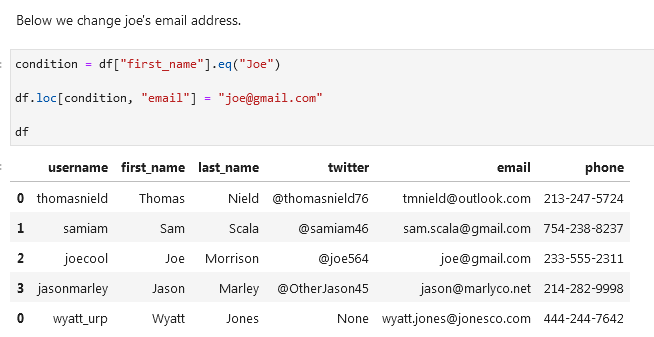 Below we change joe's email address.
condition = df["first_name"].eq("Joe")
df.loc[condition, "email"] = "joe@gmail.com"
df
username first_name last_name twitter email phone
0 thomasnield Thomas Nield @thomasnield76 tmnield@outlook.com 213-247-5724
1 samiam Sam Scala @samiam46 sam.scala@gmail.com 754-238-8237
2 joecool Joe Morrison @joe564 joe@gmail.com 233-555-2311
3 jasonmarley Jason Marley @OtherJason45 jason@marlyco.net 214-282-9998
0 wyatt_urp Wyatt Jones None wyatt.jones@jonesco.com 444-244-7642